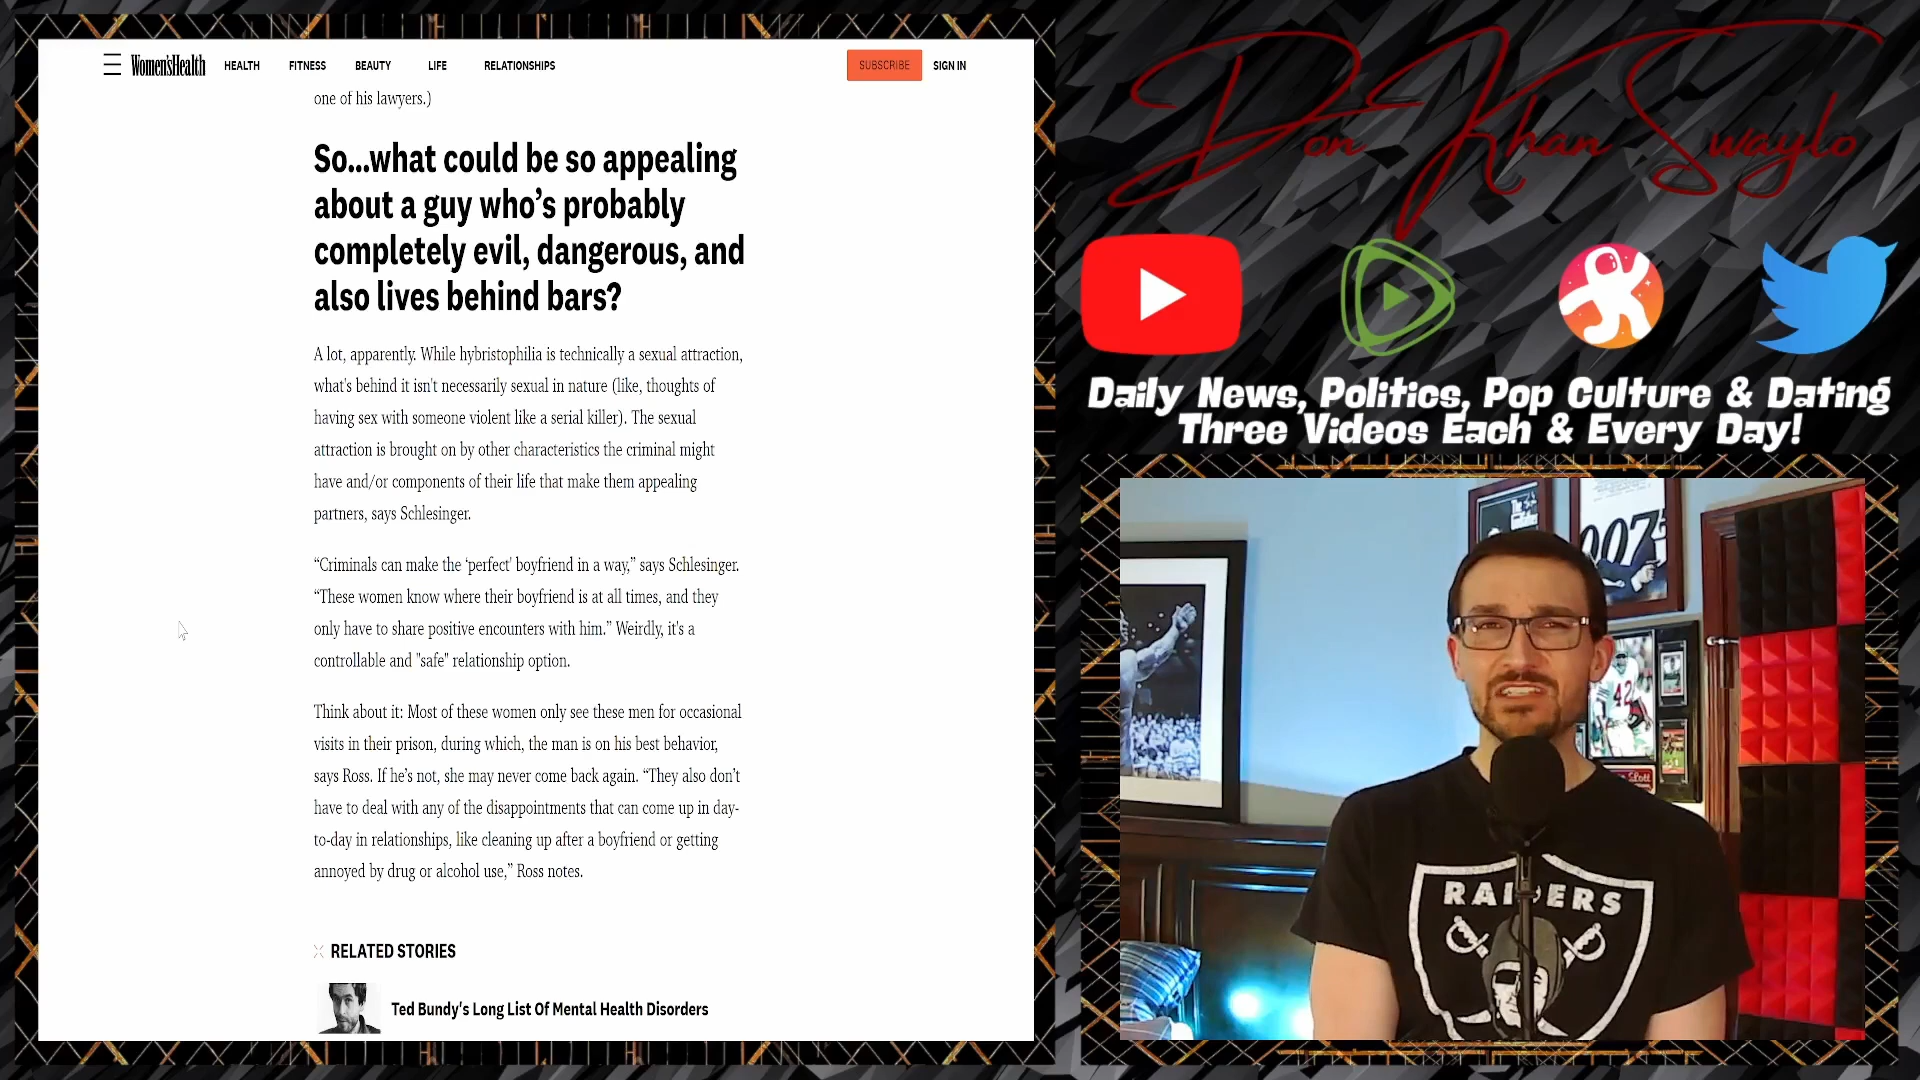 Women'sHealth
HEALTH
FITNESS
BEAUTY
LIFE
RELATIONSHIPS
SUBSCRIBE
SIGN IN
one of his lawyers.)
So...what could be so appealing
about a guy who’s probably
completely evil, dangerous, and
also lives behind bars?
A lot, apparently. While hybristophilia is technically a sexual attraction,
what's behind it isn't necessarily sexual in nature (like, thoughts of
having sex with someone violent like a serial killer). The sexual
attraction is brought on by other characteristics the criminal might
have and/or components of their life that make them appealing
partners, says Schlesinger.
“Criminals can make the ‘perfect' boyfriend in a way,” says Schlesinger.
“These women know where their boyfriend is at all times, and they
only have to share positive encounters with him.” Weirdly, it's a
controllable and "safe" relationship option.
Think about it: Most of these women only see these men for occasional
visits in their prison, during which, the man is on his best behavior,
says Ross. If he’s not, she may never come back again. “They also don’t
have to deal with any of the disappointments that can come up in day-
to-day in relationships, like cleaning up after a boyfriend or getting
annoyed by drug or alcohol use,” Ross notes.
RELATED STORIES
Ted Bundy's Long List Of Mental Health Disorders
Don Khan Swaylo
Daily News, Politics, Pop Culture & Dating
Three Videos Each & Every Day!
007
42
RAIDERS